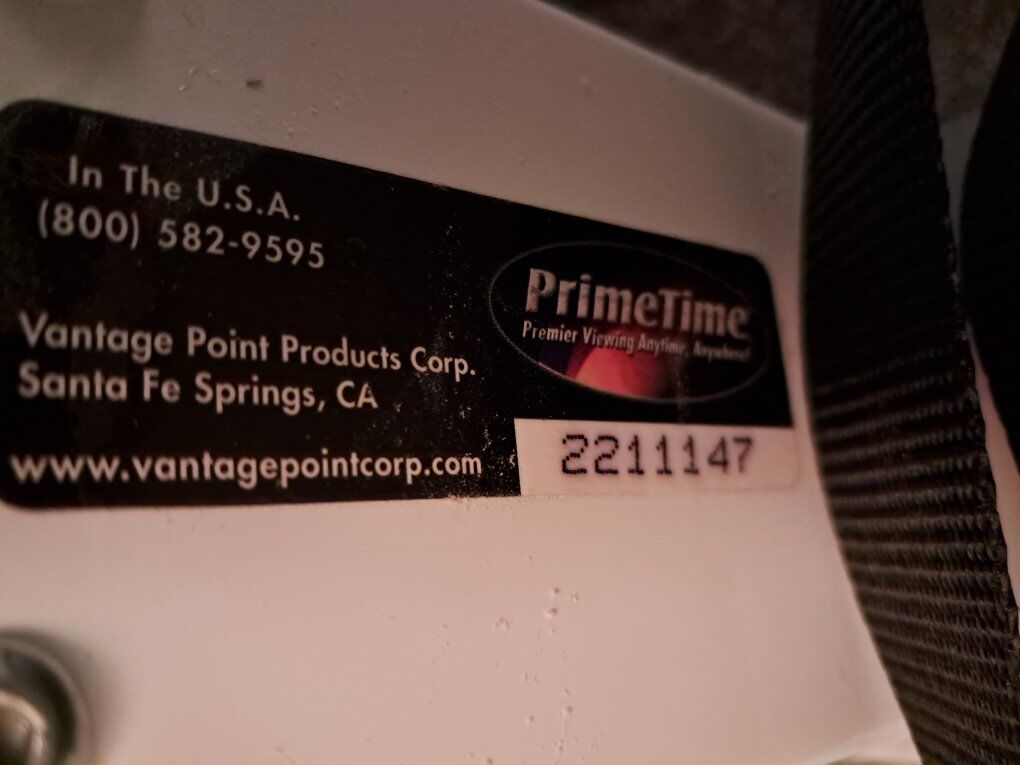 In The U.S.A.
(800) 582-9595
Vantage Point Products Corp.
Santa Fe Springs, CA
www.vantagepointcorp.com
PrimeTime
Premier Viewing Anytime, Anywhere!
2211147